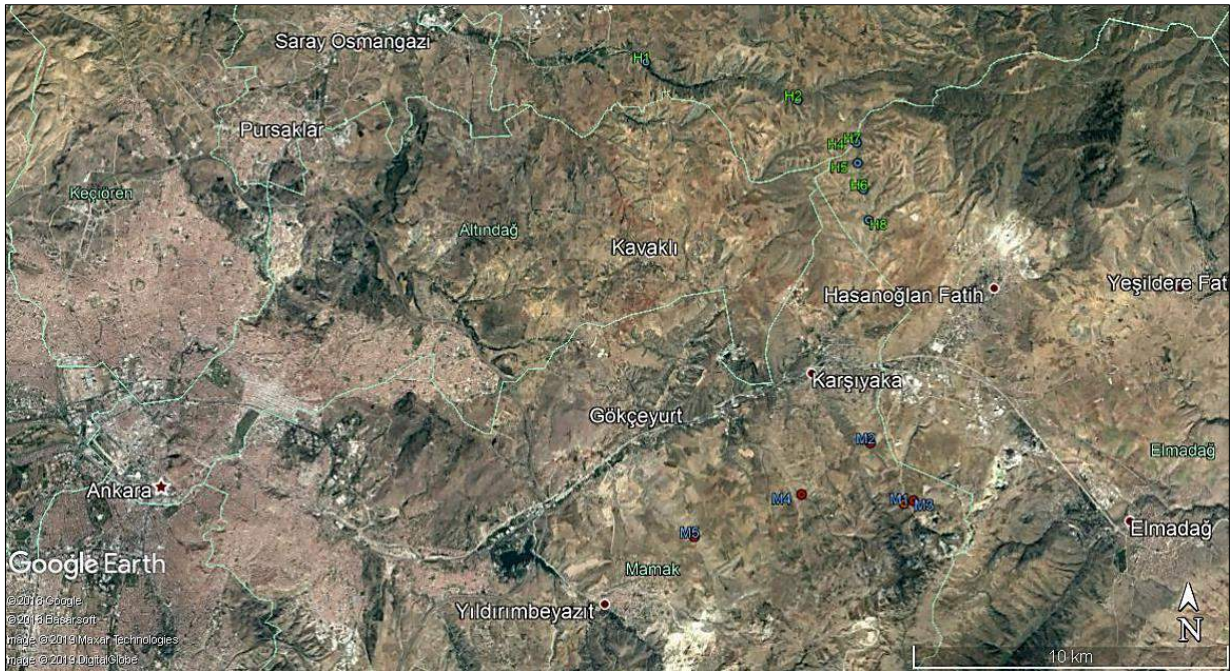 Saray Osmangazi
H1
H2
Pursaklar
H7
H4
H5
Keçiören
H6
H8
Altındağ
Kavaklı
Yeşildere Fat
Hasanoğlan Fatih
Karşıyaka
Gökçeyurt
M2
Elmadağ
Ankara
M4
M1
M3
Elmadağ
M5
Google Earth
Mamak
© 2018 Google
© 2018 Basarsoft
Yıldırımbeyazıt
Image © 2019 Maxar Technologies
Image © 2019 DigitalGlobe
N
10 km